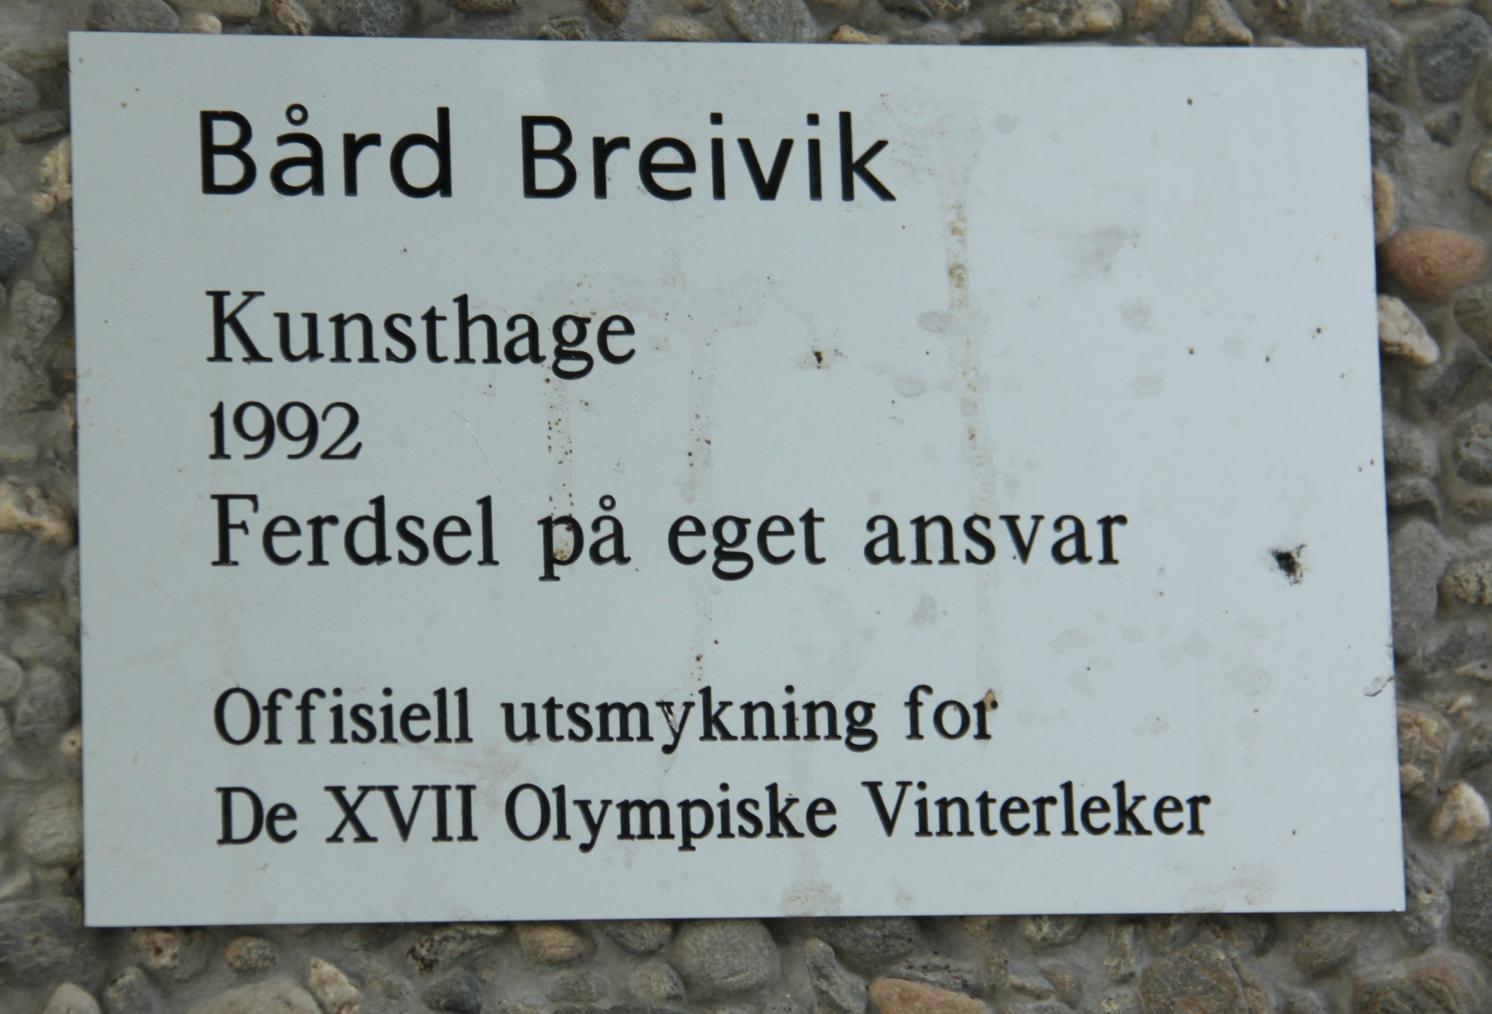 Bård Breivik
Kunsthage
1992
Ferdsel på eget ansvar
Offisiell utsmykning for
De XVII Olympiske Vinterleker